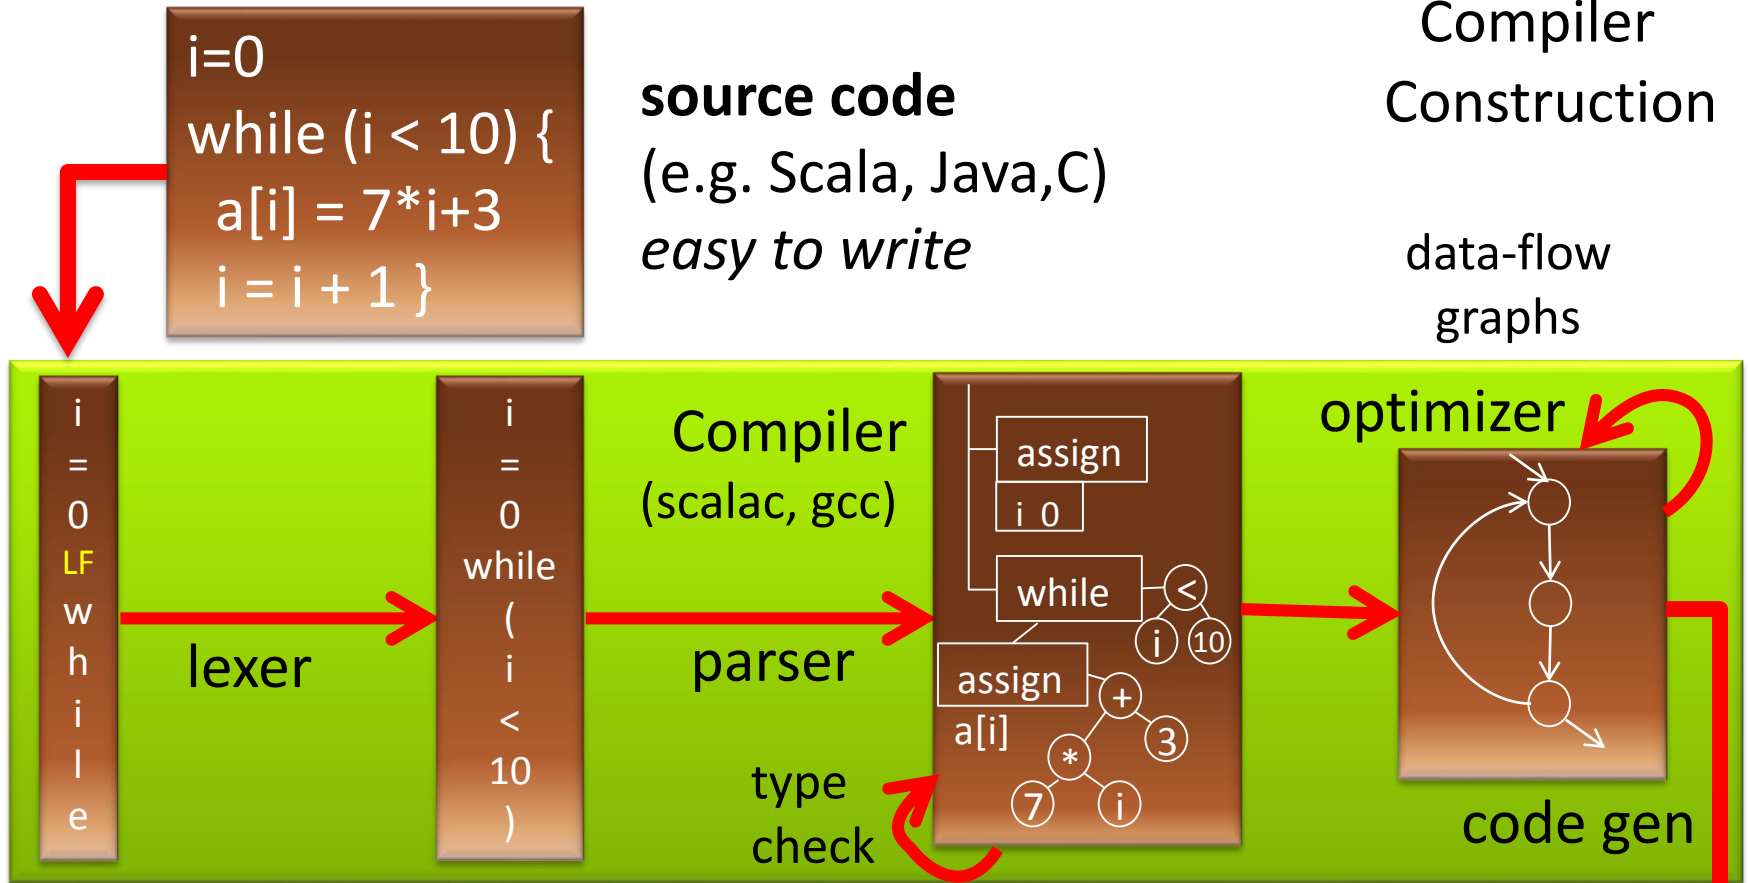 i=0
while (i < 10) {
a[i] = 7*i+3
i = i + 1 }
source code
(e.g. Scala, Java,C)
easy to write
Compiler
Construction
data-flow
graphs
i
=
0
LF
w
h
i
l
e
lexer
i
=
0
while
(
i
<
10
)
Compiler
(scalac, gcc)
parser
type
check
assign
i 0
while
<
i
10
assign
a[i]
+
3
*
7
i
optimizer
code gen